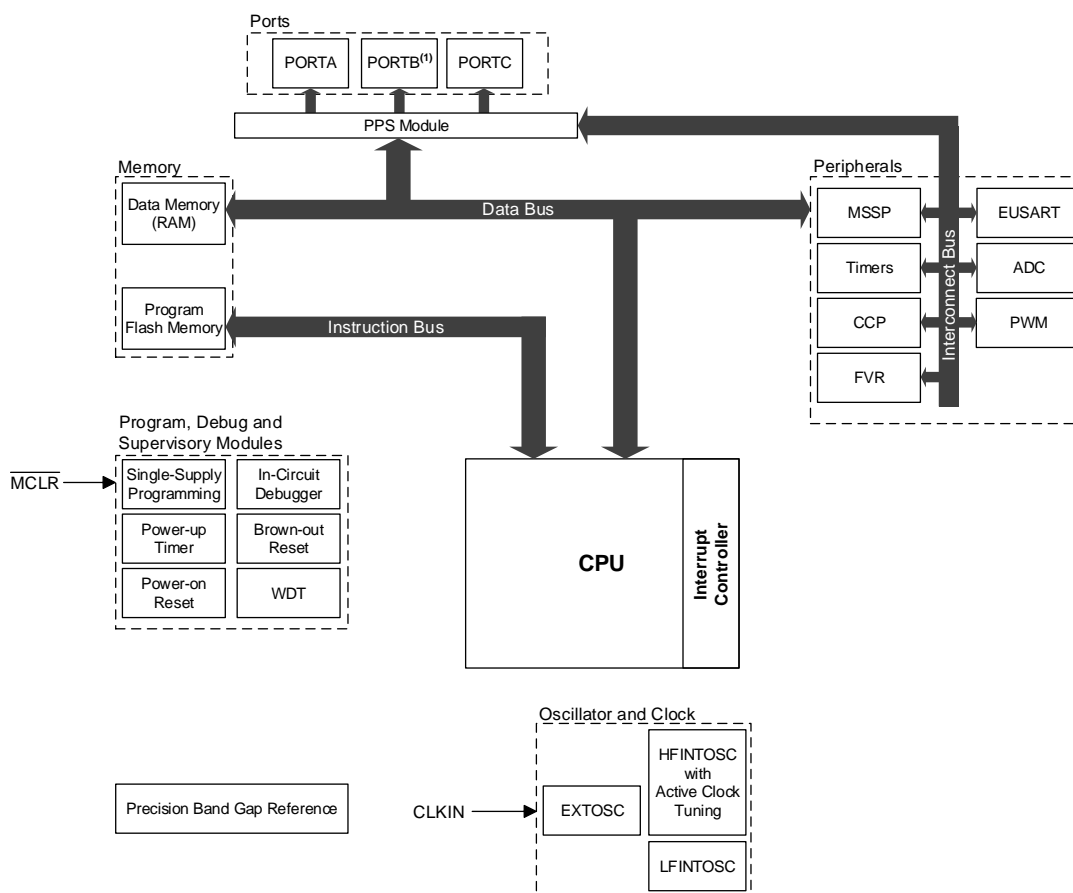 Ports
PORTA
PORTB(1)
PORTC
PPS Module
Memory
Data Memory
(RAM)
Program
Flash Memory
Data Bus
Instruction Bus
Peripherals
MSSP
EUSART
Timers
ADC
CCP
PWM
FVR
Interconnect Bus
Program, Debug and
Supervisory Modules
MCLR
Single-Supply
Programming
In-Circuit
Debugger
Power-up
Timer
Brown-out
Reset
Power-on
Reset
WDT
CPU
Interrupt
Controller
Oscillator and Clock
HFINTOSC
with
Active Clock
Tuning
Precision Band Gap Reference
CLKIN
EXTOSC
LFINTOSC